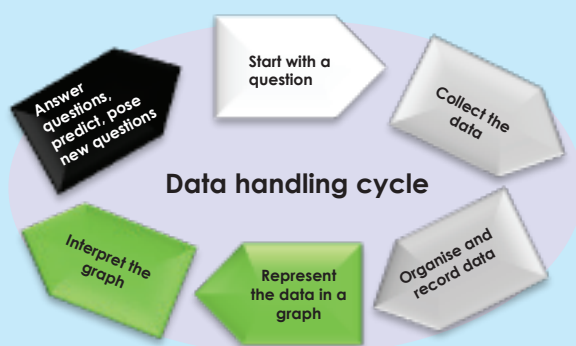 Start with a
question
Collect the
data
Organise and
record data
Represent
the data in a
graph
Interpret the
graph
Answer
questions,
predict, pose
new questions
Data handling cycle